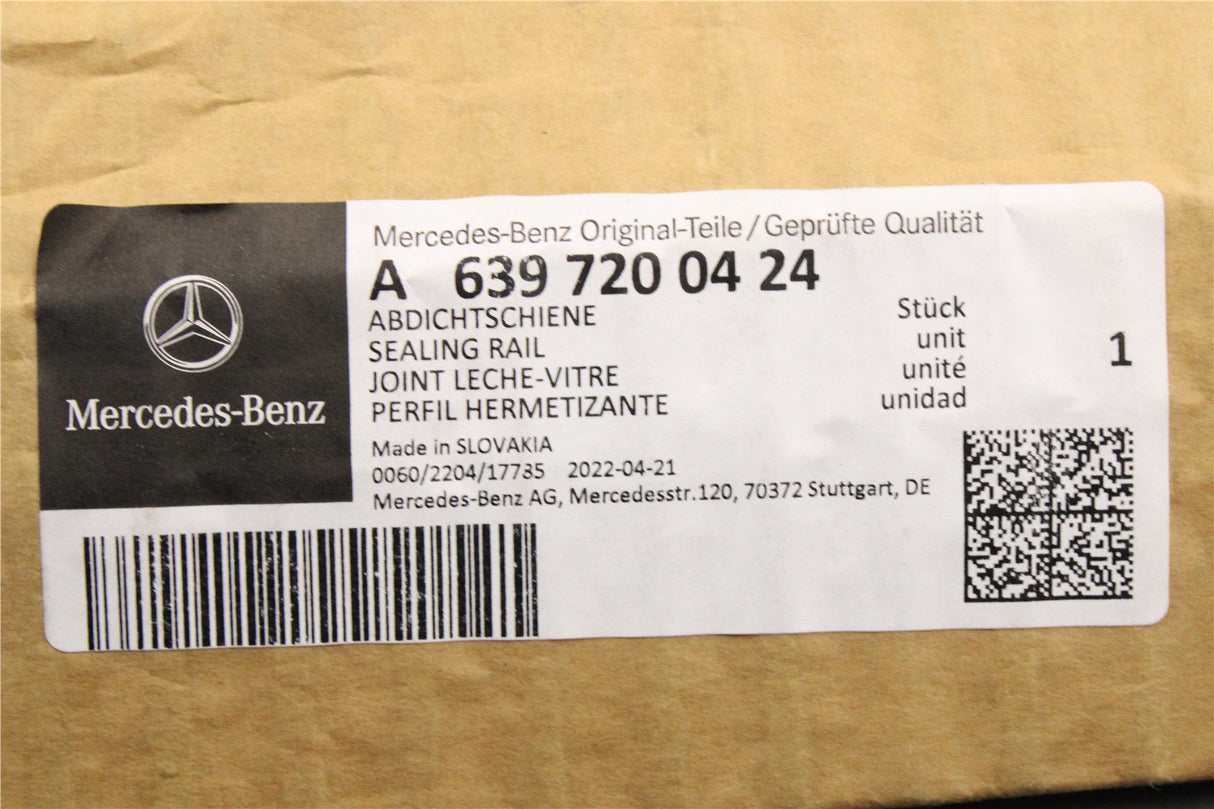 Mercedes-Benz
Mercedes-Benz Original-Teile/Geprüfte Qualität
A 639 720 04 24
ABDICHTSCHIENE
SEALING RAIL
JOINT LECHE-VITRE
PERFIL HERMETIZANTE
Stück
unit
unité
unidad
1
Made in SLOVAKIA
0060/2204/17735 2022-04-21
Mercedes-Benz AG, Mercedesstr.120, 70372 Stuttgart, DE